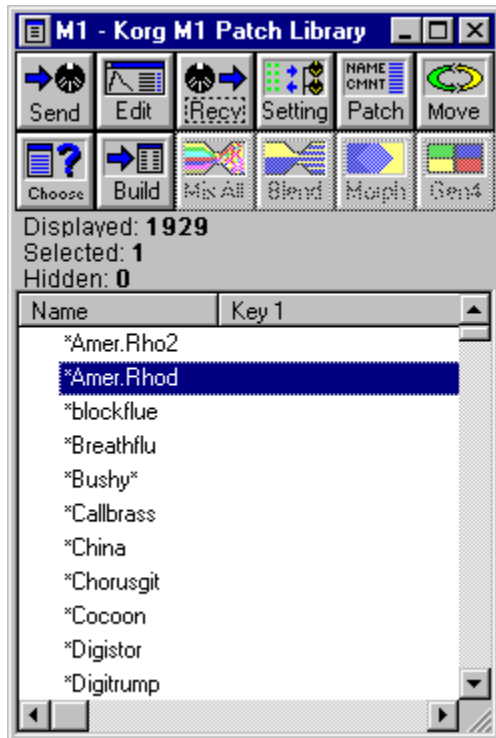 M1 - Korg M1 Patch Library
NAME
CMNT
Send Edit Recv Setting Patch Move
Choose Build Mix All Blend Morph Gen4
Displayed: 1929
Selected: 1
Hidden: 0
Name Key 1
*Amer.Rho2
*Amer.Rhod
*blockflue
*Breathflu
*Bushy*
*Callbrass
*China
*Chorusgit
*Cocoon
*Digistor
*Digitrump